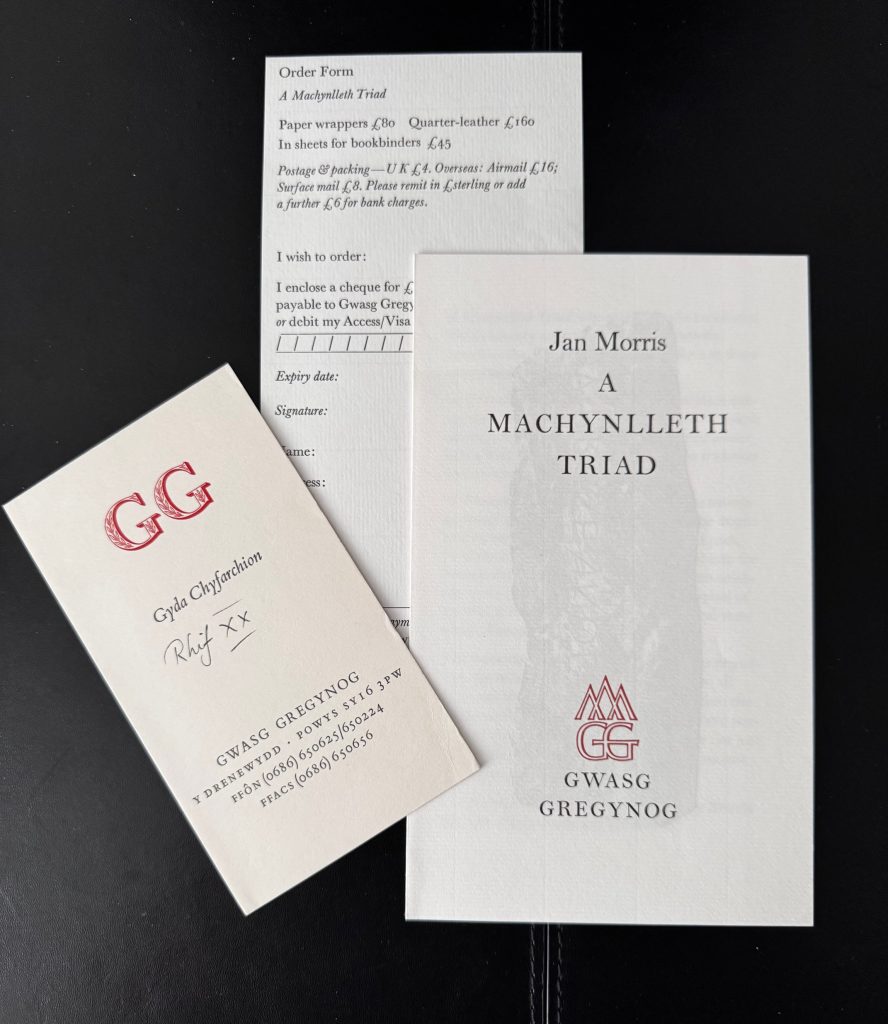 Order Form
A Machynlleth Triad
Paper wrappers £80 Quarter-leather £160
In sheets for bookbinders £45
Postage & packing—UK £4. Overseas: Airmail £16;
Surface mail £8. Please remit in £sterling or add
a further £6 for bank charges.
I wish to order:
I enclose a cheque for £
payable to Gwasg Gregy
or debit my Access/Visa
Expiry date:
Signature:
ame:
ess:
Jan Morris
A
MACHYNLLETH
TRIAD
GG
GWASG
GREGYNOG
GG
Gyda Chyfarchion
Rhif XX
GWASG GREGYNOG
Y DRENEWYDD · POWYS SY16 3PW
FFÔN (0686) 650625/650224
FFACS (0686) 650656